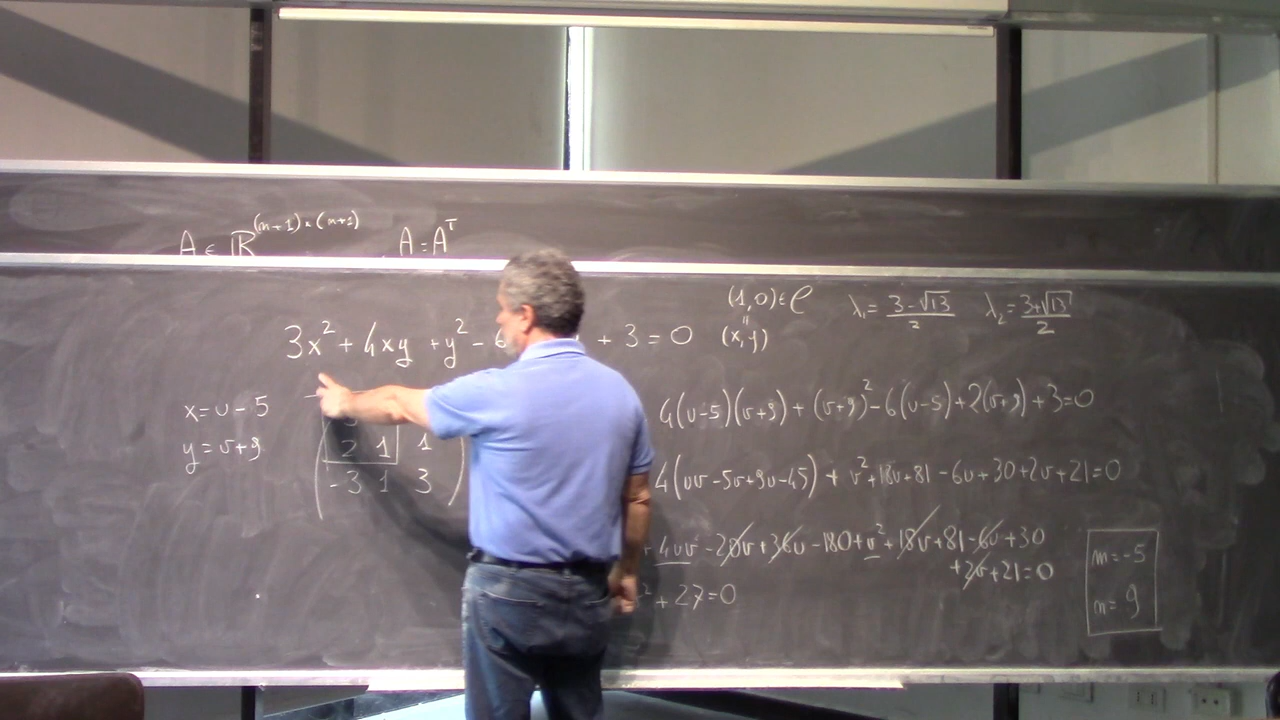 A ∈ ℝ^(m+1)×(m+1) , A = A^T
(1,0) ∈ C
=
(x,y)
λ₁ = (3-√13)/2 λ₂ = (3+√13)/2
3x² + 4xy + y² - 6 + 3 = 0
x = u - 5
y = v + 9
2 1 1
-3 1 3
4(u-5)(v+9) + (v+9)² - 6(u-5) + 2(v+9) + 3 = 0
4(uv - 5v + 9u - 45) + v² + 18v + 81 - 6u + 30 + 2v + 21 = 0
+ 4uv - 20v + 36u - 180 + v² + 18v + 81 - 6u + 30
+ 2v + 21 = 0
² + 27 = 0
m = -5
n = 9